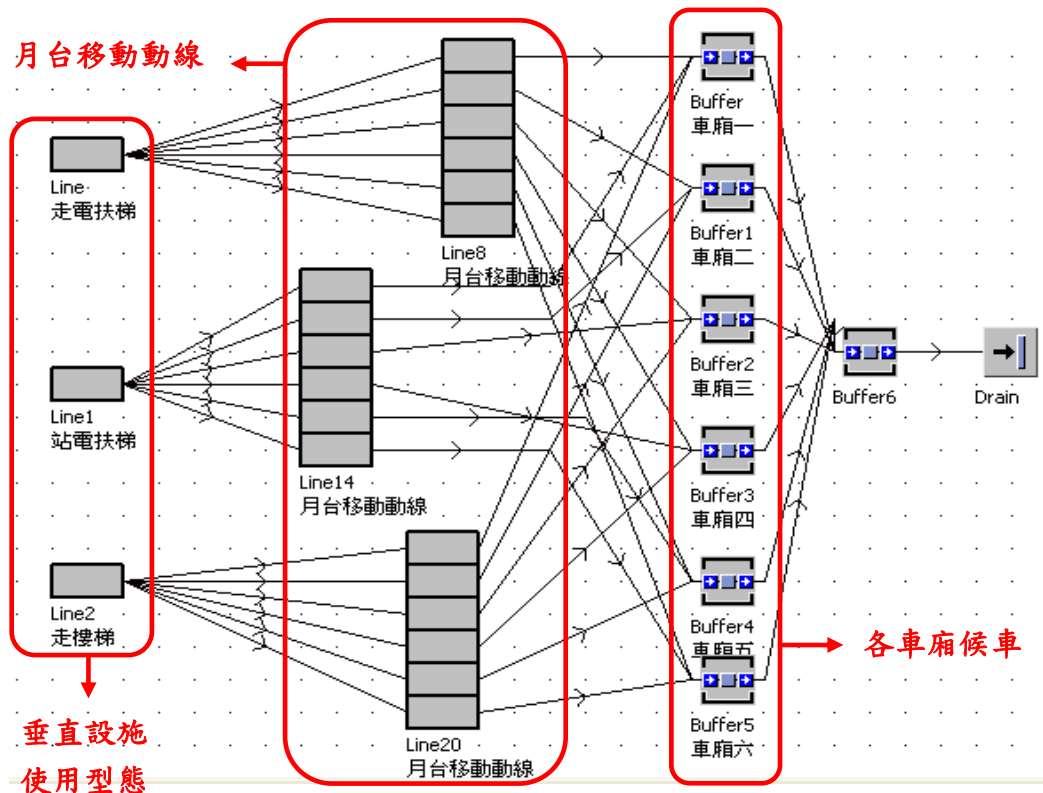 月台移動動線
Line
走電扶梯
Line1
站電扶梯
Line2
走樓梯
垂直設施
使用型態
Line8
月台移動動線
Line14
月台移動動線
Line20
月台移動動線
Buffer
車廂一
Buffer1
車廂二
Buffer2
車廂三
Buffer3
車廂四
Buffer4
車廂五
Buffer5
車廂六
Buffer6
Drain
各車廂候車